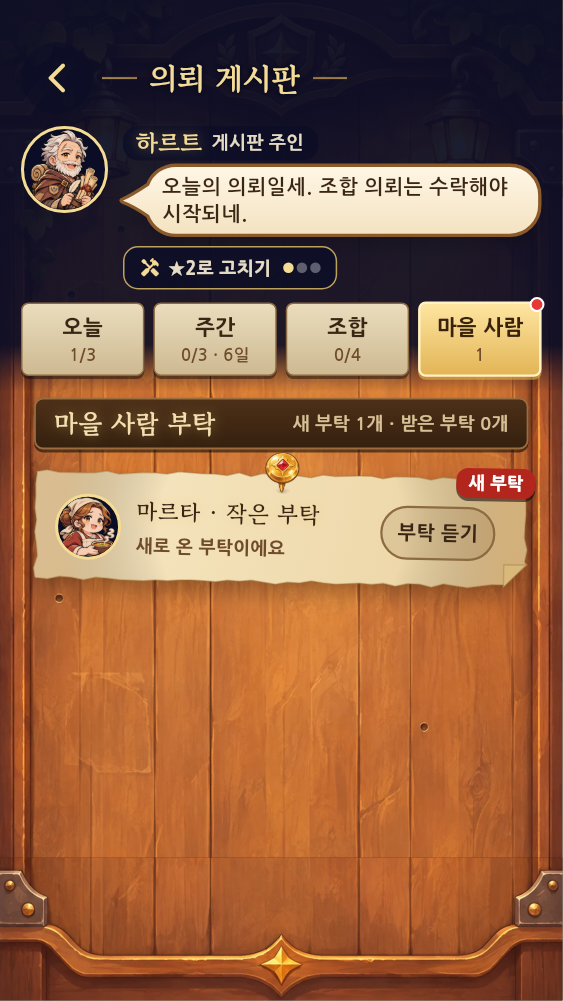 의뢰 게시판
하르트 게시판 주인
오늘의 의뢰일세. 조합 의뢰는 수락해야
시작되네.
★2로 고치기
오늘
1/3
주간
0/3 · 6일
조합
0/4
마을 사람
1
마을 사람 부탁
새 부탁 1개 · 받은 부탁 0개
새 부탁
마르타 · 작은 부탁
새로 온 부탁이에요
부탁 듣기